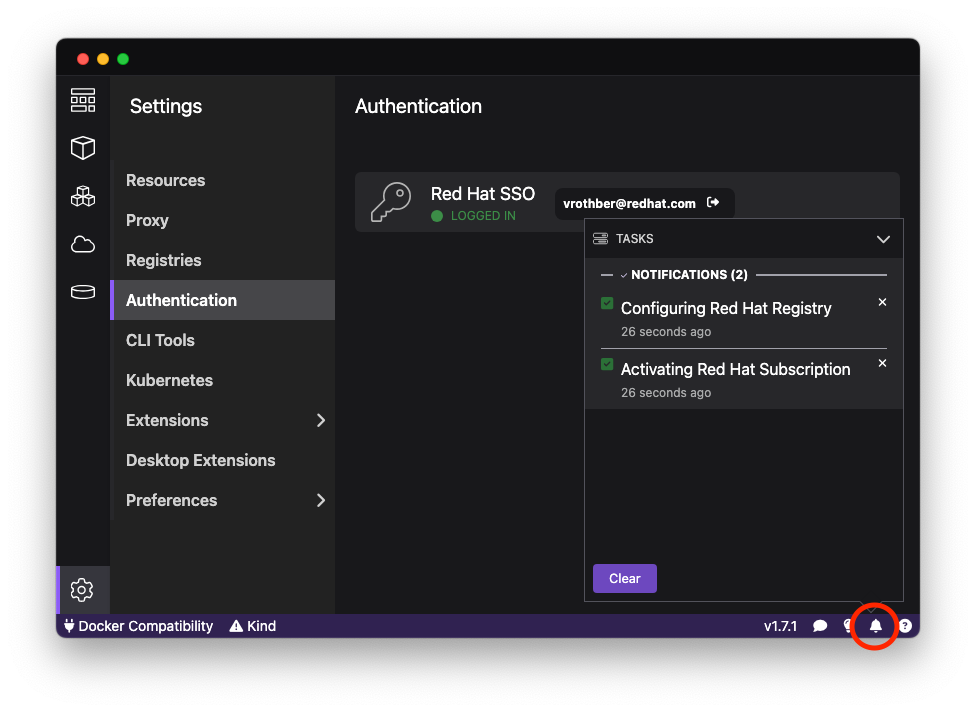 Settings
Resources
Proxy
Registries
Authentication
CLI Tools
Kubernetes
Extensions
Desktop Extensions
Preferences
Authentication
Red Hat SSO
LOGGED IN
vrothber@redhat.com
TASKS
NOTIFICATIONS (2)
Configuring Red Hat Registry
26 seconds ago
Activating Red Hat Subscription
26 seconds ago
Clear
Docker Compatibility
Kind
v1.7.1